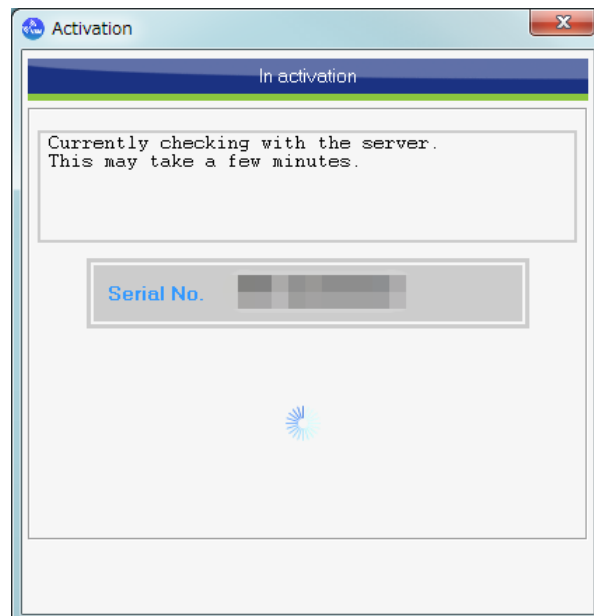 Activation
In activation
Currently checking with the server.
This may take a few minutes.
Serial No.